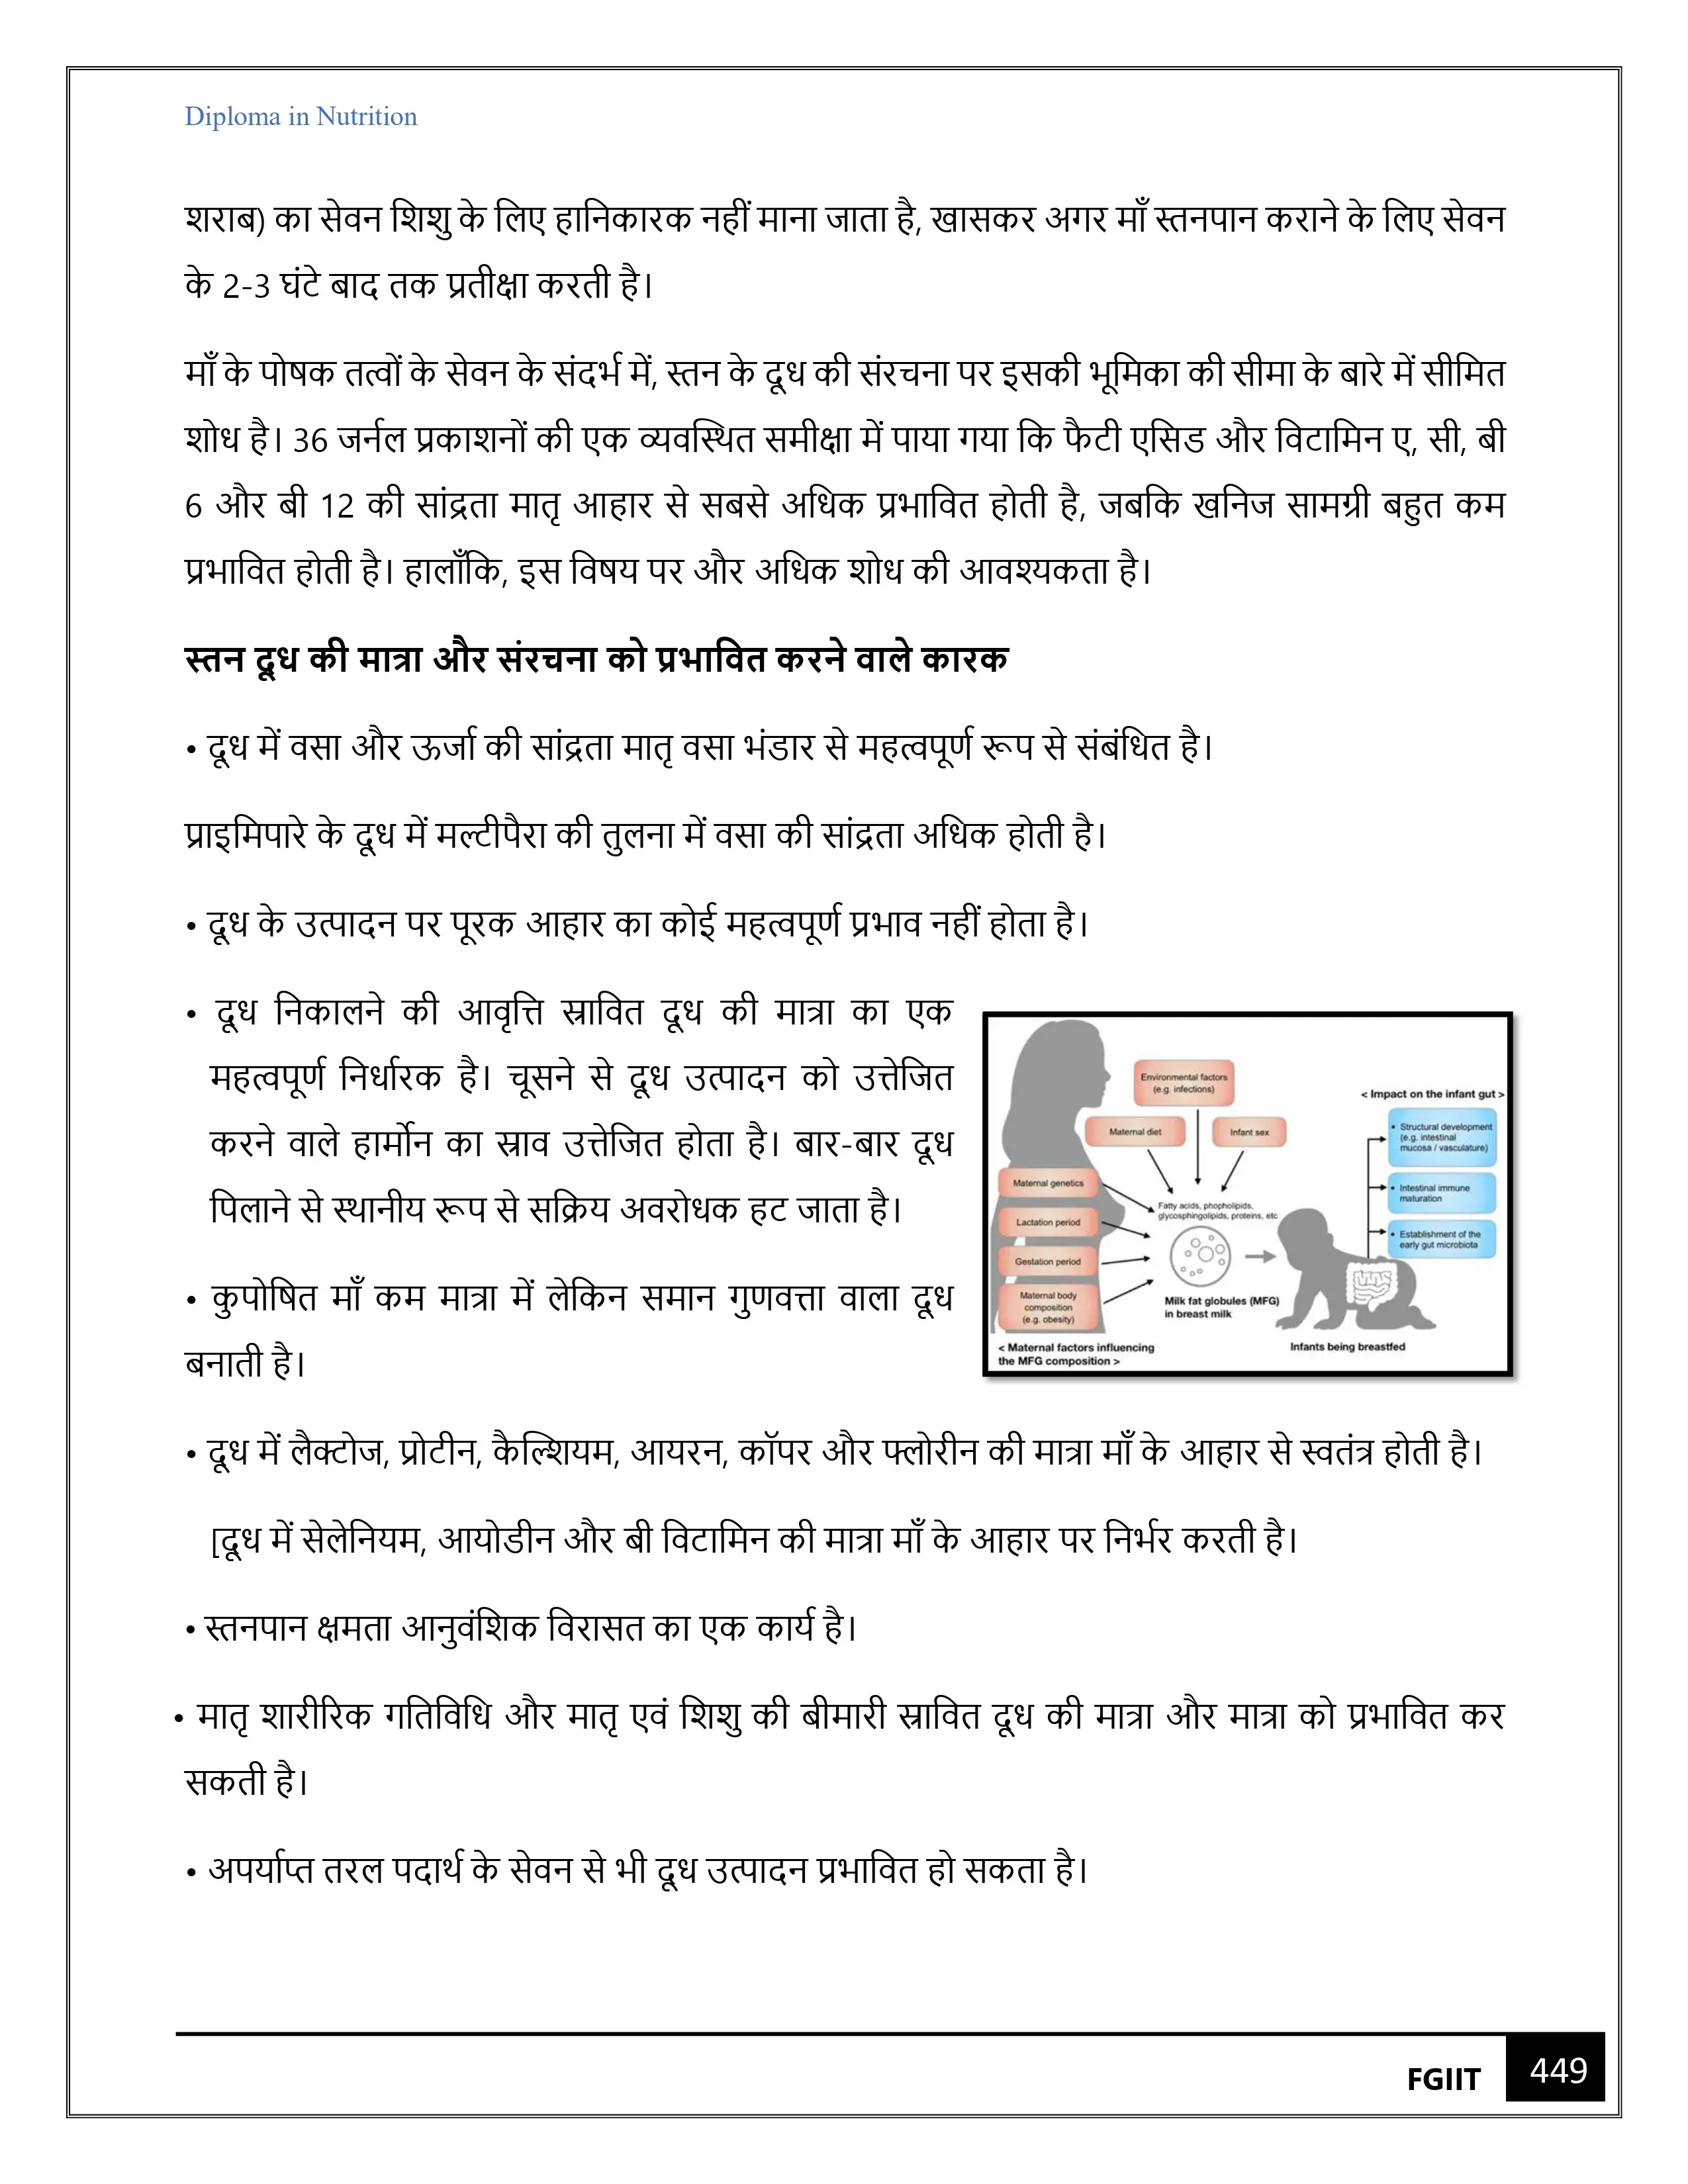 Diploma in Nutrition
शराब) का सेवन शिशु के लिए हानिकारक नहीं माना जाता है, खासकर अगर माँ स्तनपान कराने के लिए सेवन
के 2-3 घंटे बाद तक प्रतीक्षा करती है।
माँ के पोषक तत्वों के सेवन के संदर्भ में, स्तन के दूध की संरचना पर इसकी भूमिका की सीमा के बारे में सीमित
शोध है। 36 जर्नल प्रकाशनों की एक व्यवस्थित समीक्षा में पाया गया कि फैटी एसिड और विटामिन ए, सी, बी
6 और बी 12 की सांद्रता मातृ आहार से सबसे अधिक प्रभावित होती है, जबकि खनिज सामग्री बहुत कम
प्रभावित होती है। हालाँकि, इस विषय पर और अधिक शोध की आवश्यकता है।
स्तन दूध की मात्रा और संरचना को प्रभावित करने वाले कारक
• दूध में वसा और ऊर्जा की सांद्रता मातृ वसा भंडार से महत्वपूर्ण रूप से संबंधित है।
प्राइमिपारे के दूध में मल्टीपैरा की तुलना में वसा की सांद्रता अधिक होती है।
• दूध के उत्पादन पर पूरक आहार का कोई महत्वपूर्ण प्रभाव नहीं होता है।
• दूध निकालने की आवृत्ति स्रावित दूध की मात्रा का एक
महत्वपूर्ण निर्धारक है। चूसने से दूध उत्पादन को उत्तेजित
करने वाले हार्मोन का स्राव उत्तेजित होता है। बार-बार दूध
पिलाने से स्थानीय रूप से सक्रिय अवरोधक हट जाता है।
• कुपोषित माँ कम मात्रा में लेकिन समान गुणवत्ता वाला दूध
बनाती है।
Environmental factors
(e.g. infections)
Maternal diet
Infant sex
Maternal genetics
Lactation period
Gestation period
Maternal body
composition
(e.g. obesity)
Fatty acids, phopholipids,
glycosphingolipids, proteins, etc
Milk fat globules (MFG)
in breast milk
< Maternal factors influencing
the MFG composition >
< Impact on the infant gut >
• Structural development
(e.g. intestinal
mucosa / vasculature)
• Intestinal immune
maturation
• Establishment of the
early gut microbiota
Infants being breastfed
• दूध में लैक्टोज, प्रोटीन, कैल्शियम, आयरन, कॉपर और फ्लोरीन की मात्रा माँ के आहार से स्वतंत्र होती है।
[दूध में सेलेनियम, आयोडीन और बी विटामिन की मात्रा माँ के आहार पर निर्भर करती है।
• स्तनपान क्षमता आनुवंशिक विरासत का एक कार्य है।
• मातृ शारीरिक गतिविधि और मातृ एवं शिशु की बीमारी स्रावित दूध की मात्रा और मात्रा को प्रभावित कर
सकती है।
• अपर्याप्त तरल पदार्थ के सेवन से भी दूध उत्पादन प्रभावित हो सकता है।
FGIIT 449